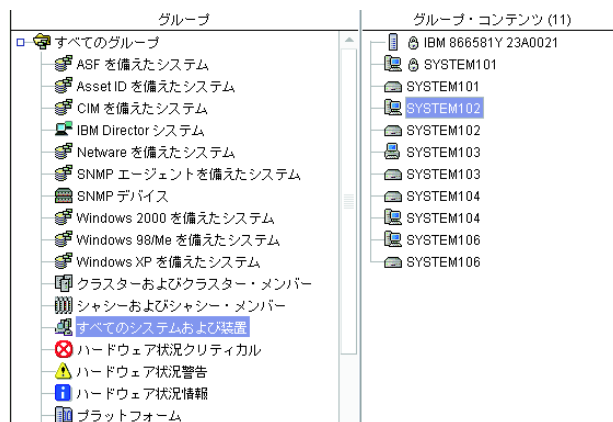 グループ
すべてのグループ
ASF を備えたシステム
Asset ID を備えたシステム
CIM を備えたシステム
IBM Director システム
Netware を備えたシステム
SNMP エージェントを備えたシステム
SNMP デバイス
Windows 2000 を備えたシステム
Windows 98/Me を備えたシステム
Windows XP を備えたシステム
クラスターおよびクラスター・メンバー
シャシーおよびシャシー・メンバー
すべてのシステムおよび装置
ハードウェア状況クリティカル
ハードウェア状況警告
ハードウェア状況情報
プラットフォーム
グループ・コンテンツ (11)
IBM 866581Y 23A0021
SYSTEM101
SYSTEM101
SYSTEM102
SYSTEM102
SYSTEM103
SYSTEM103
SYSTEM104
SYSTEM104
SYSTEM106
SYSTEM106